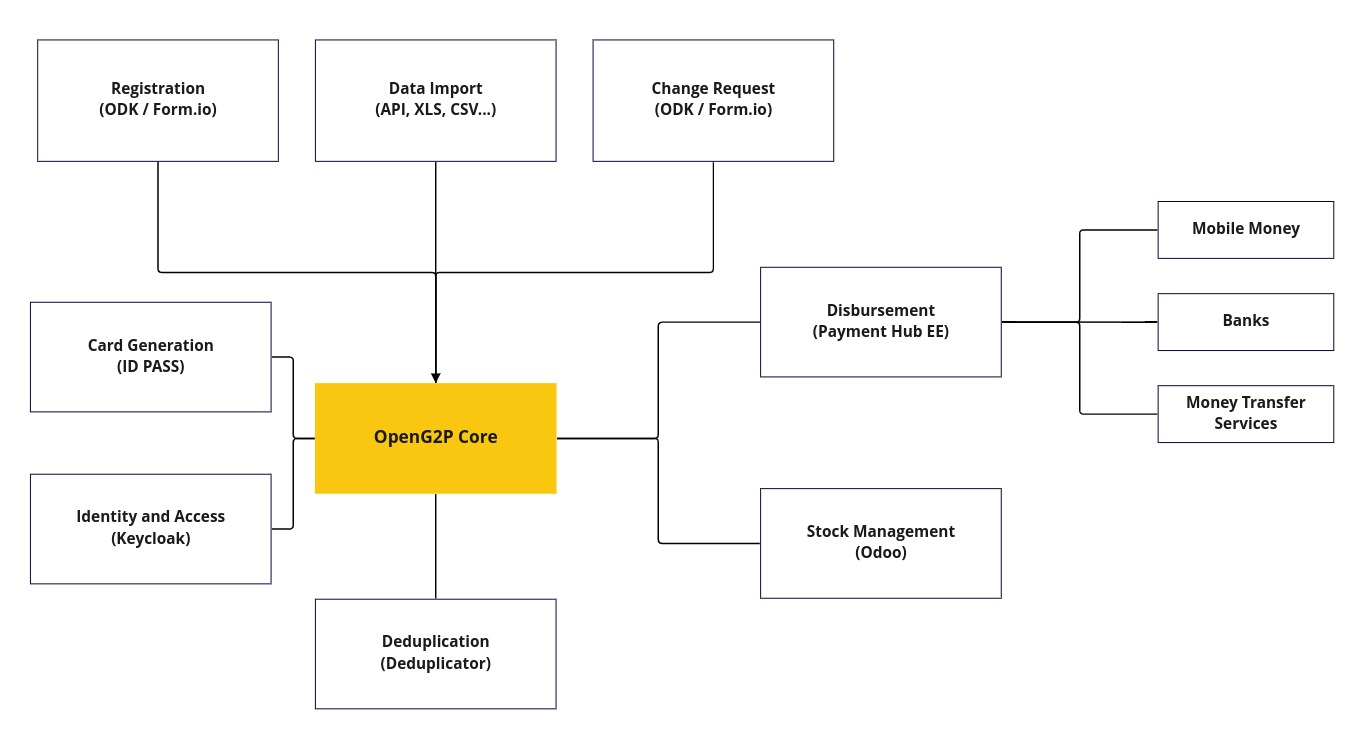 Registration
(ODK / Form.io)
Data Import
(API, XLS, CSV...)
Change Request
(ODK / Form.io)
Mobile Money
Banks
Money Transfer
Services
Disbursement
(Payment Hub EE)
Card Generation
(ID PASS)
OpenG2P Core
Identity and Access
(Keycloak)
Stock Management
(Odoo)
Deduplication
(Deduplicator)